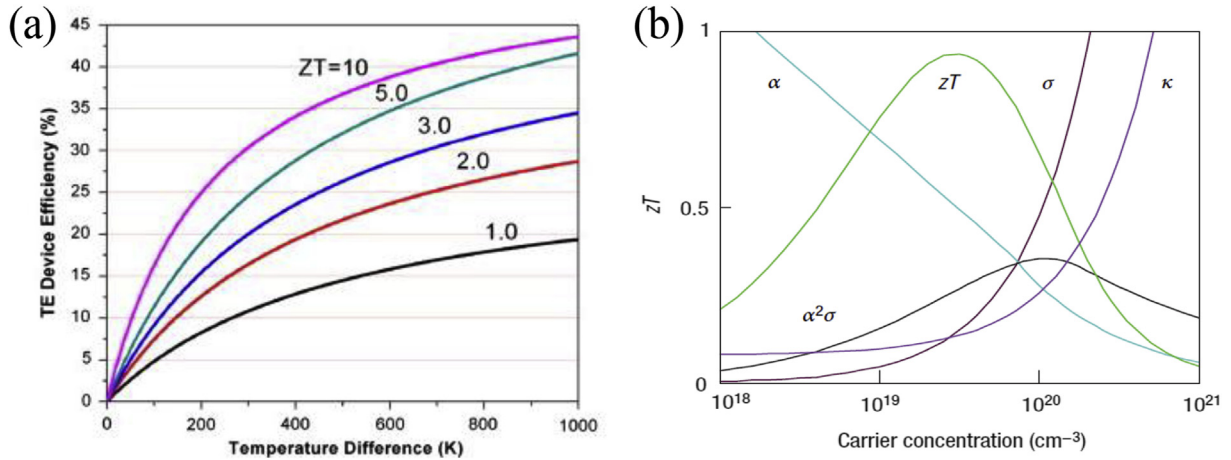 (a)
TE Device Efficiency (%)
45
40
35
30
25
20
15
10
5
0
ZT=10
5.0
3.0
2.0
1.0
0 200 400 600 800 1000
Temperature Difference (K)
(b)
zT
1
0.5
0
α
zT
σ
κ
α²σ
10¹⁸ 10¹⁹ 10²⁰ 10²¹
Carrier concentration (cm⁻³)